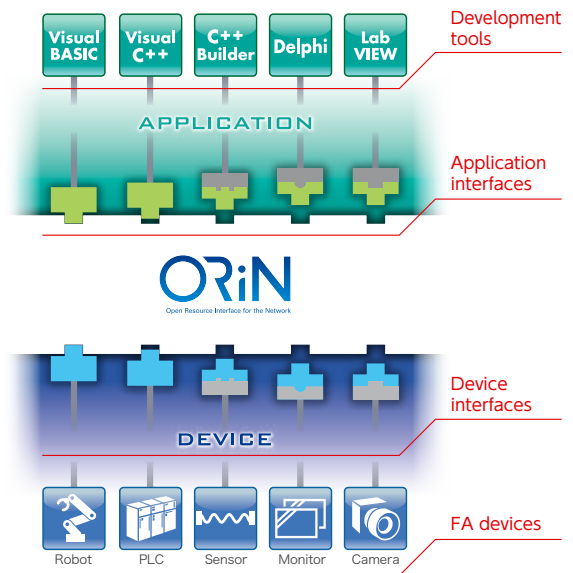 Visual
BASIC
Visual
C++
C++
Builder
Delphi
Lab
VIEW
Development
tools
APPLICATION
Application
interfaces
ORiN
Open Resource Interface for the Network
Device
interfaces
DEVICE
FA devices
Robot
PLC
Sensor
Monitor
Camera